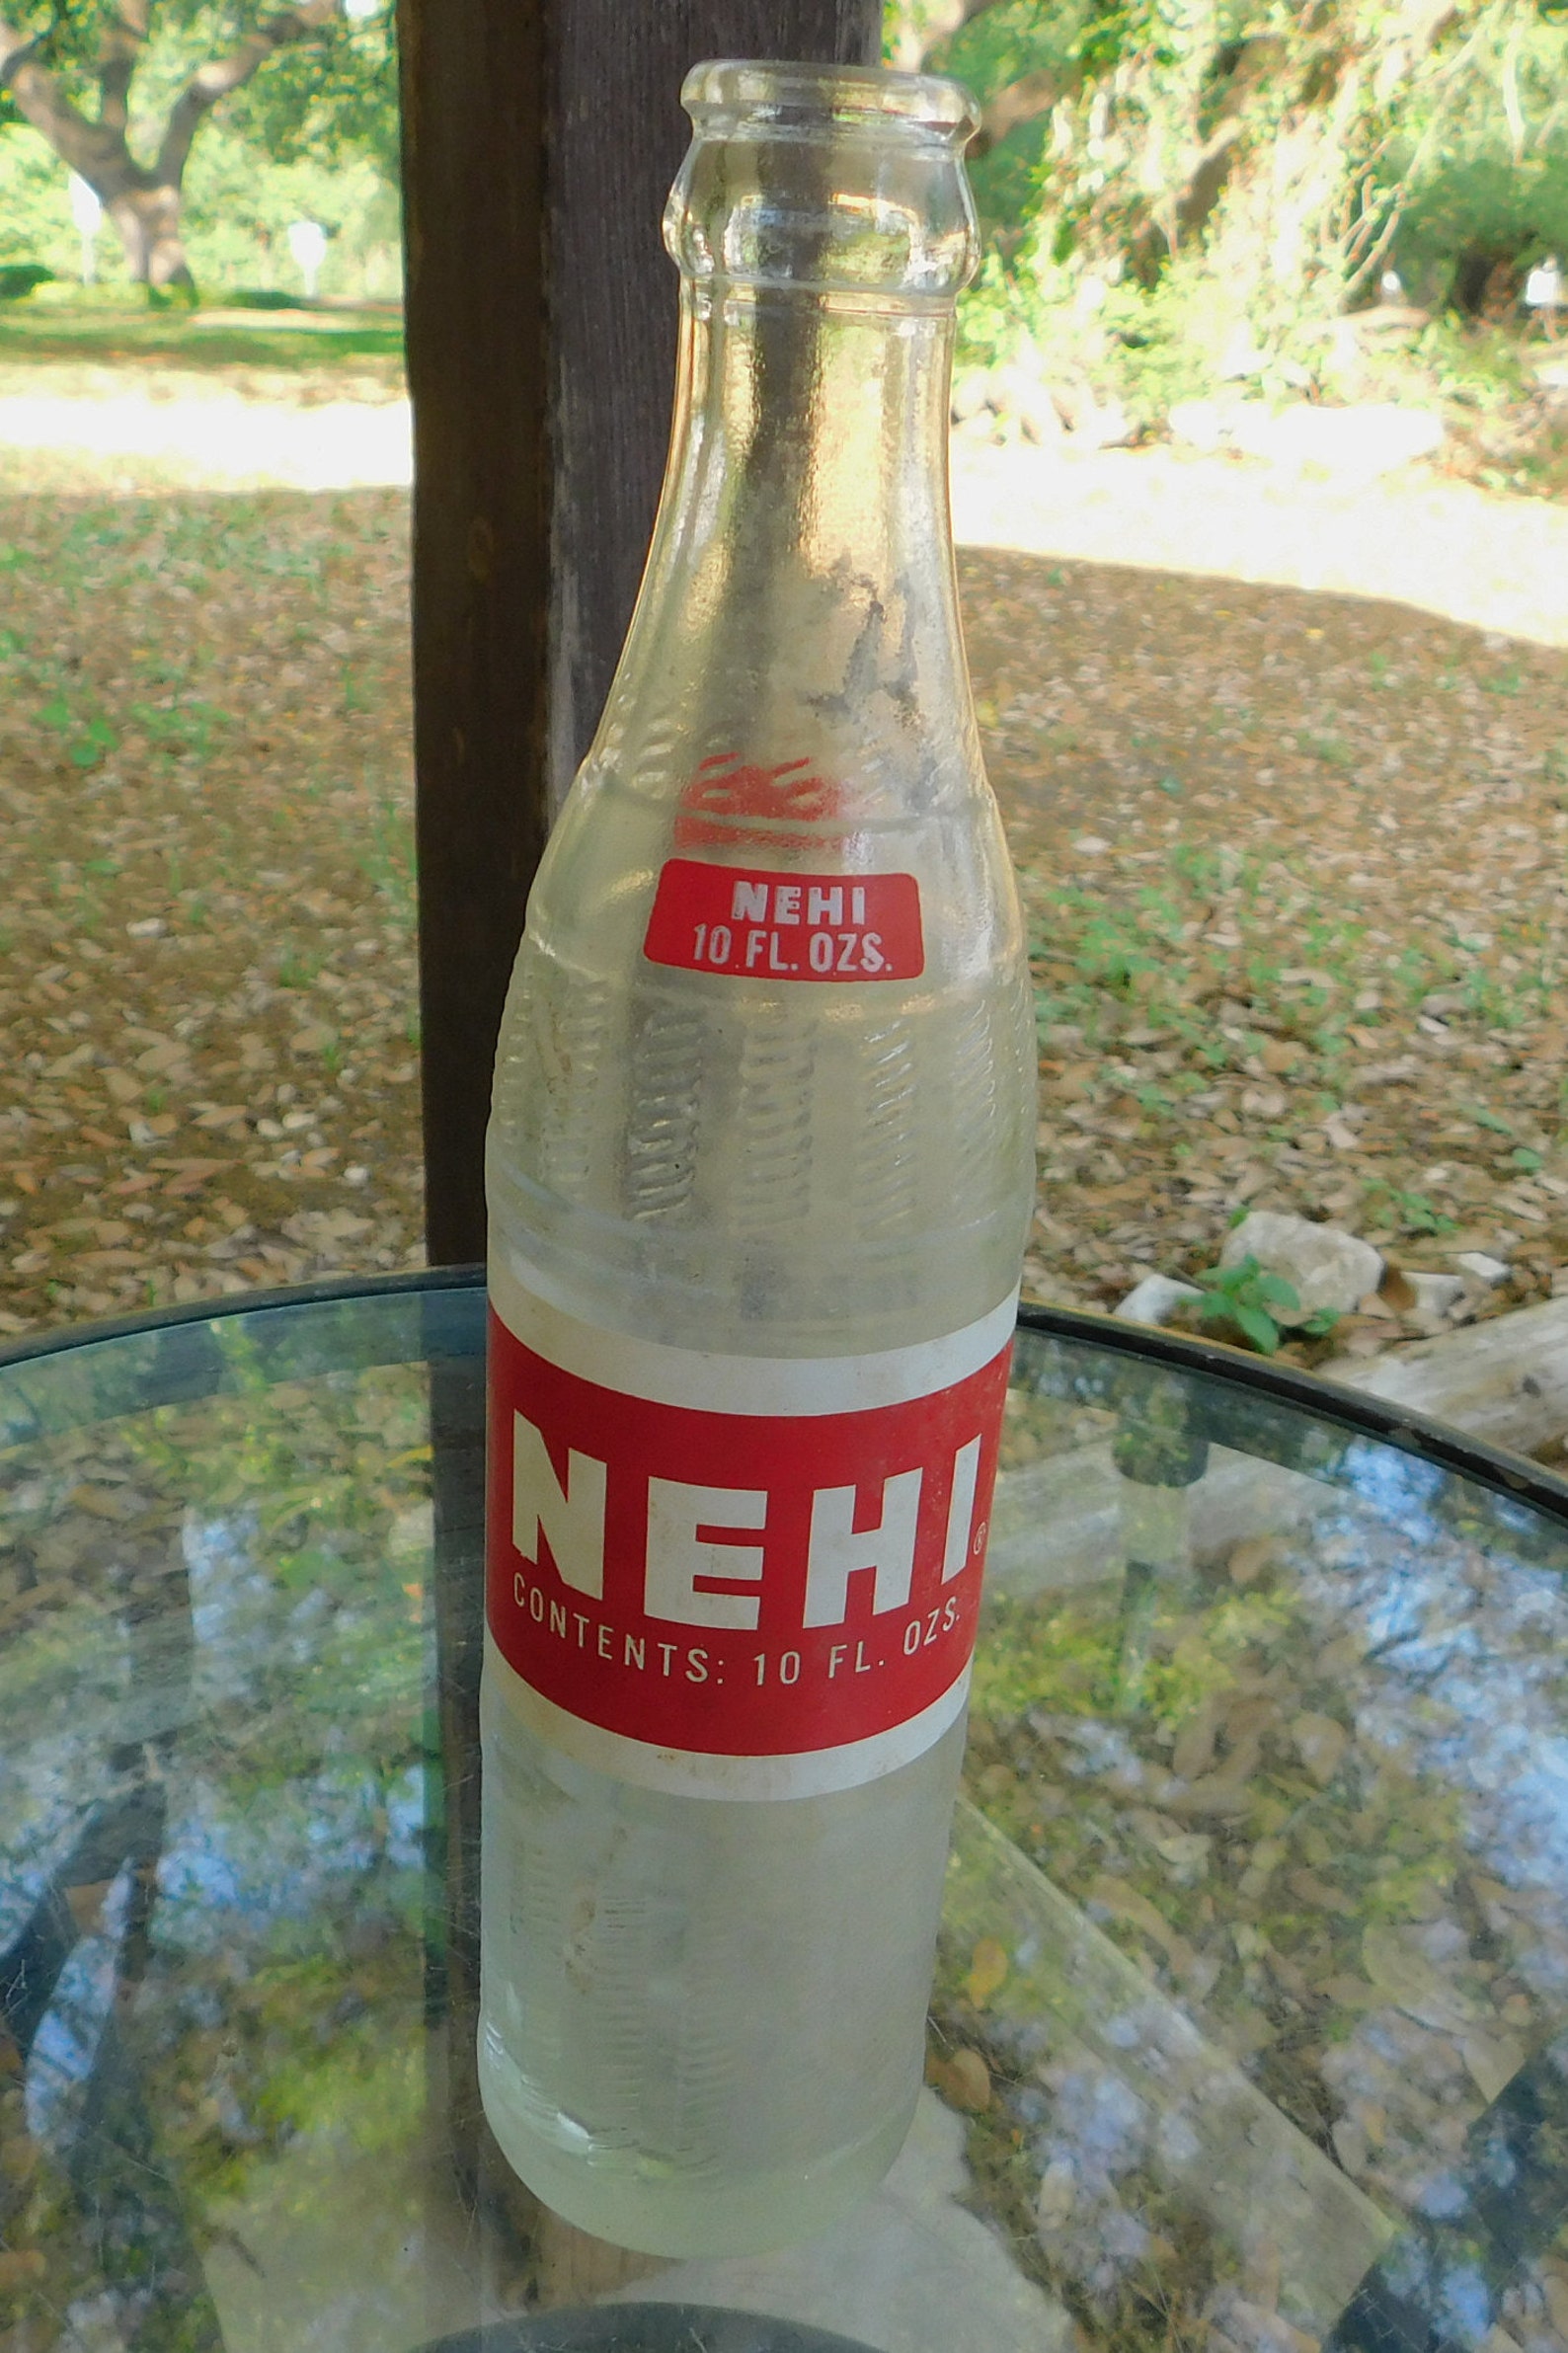 NEHI
10 FL. OZS.
NEHI®
CONTENTS: 10 FL. OZS.